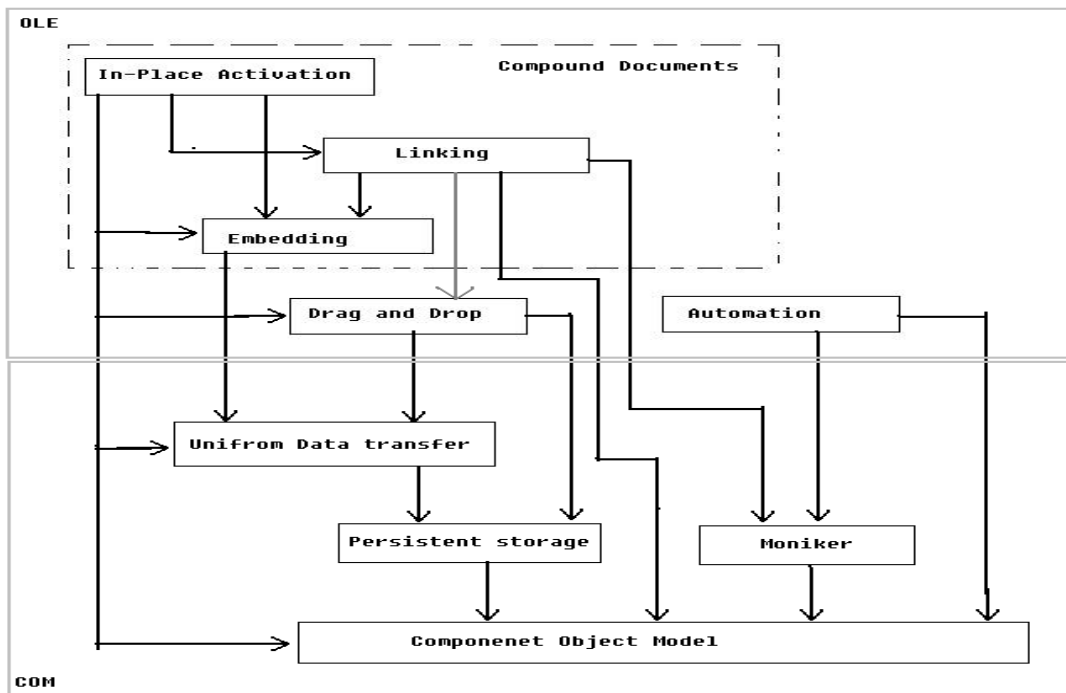 OLE
In-Place Activation
Compound Documents
Linking
Embedding
Drag and Drop
Automation
Unifrom Data transfer
Persistent storage
Moniker
Componenet Object Model
COM